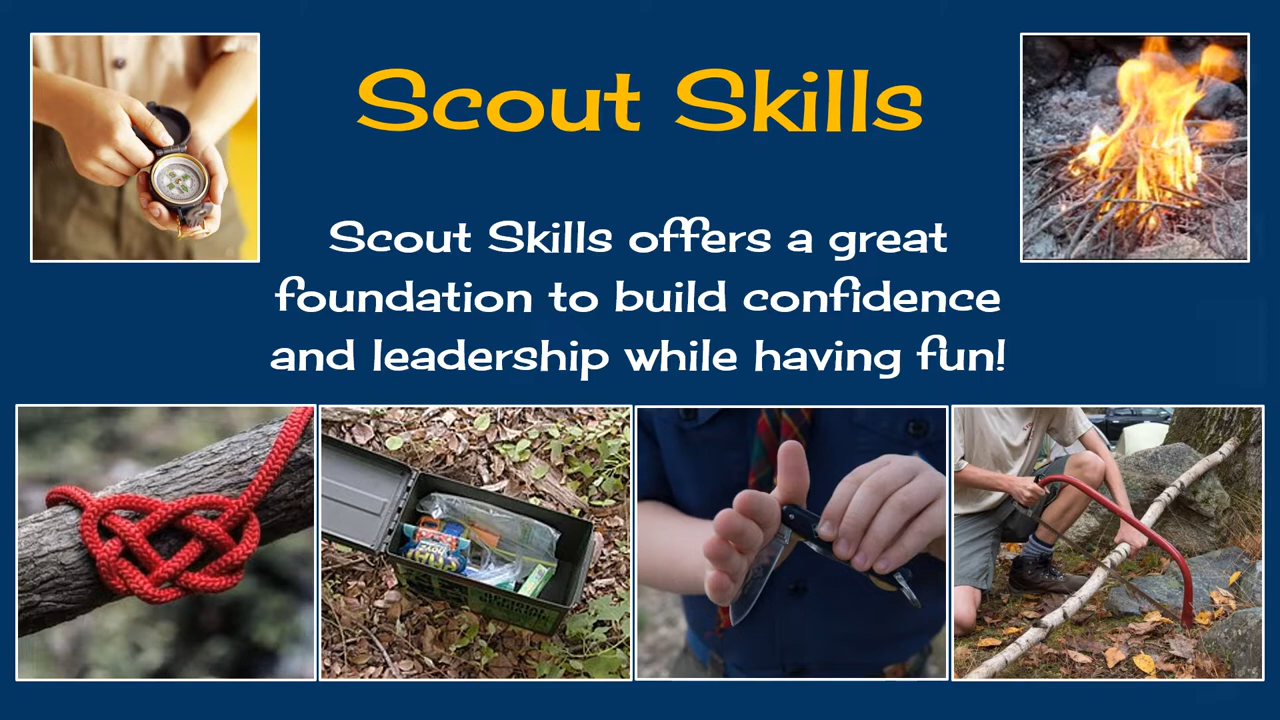 Scout Skills
Scout Skills offers a great
foundation to build confidence
and leadership while having fun!